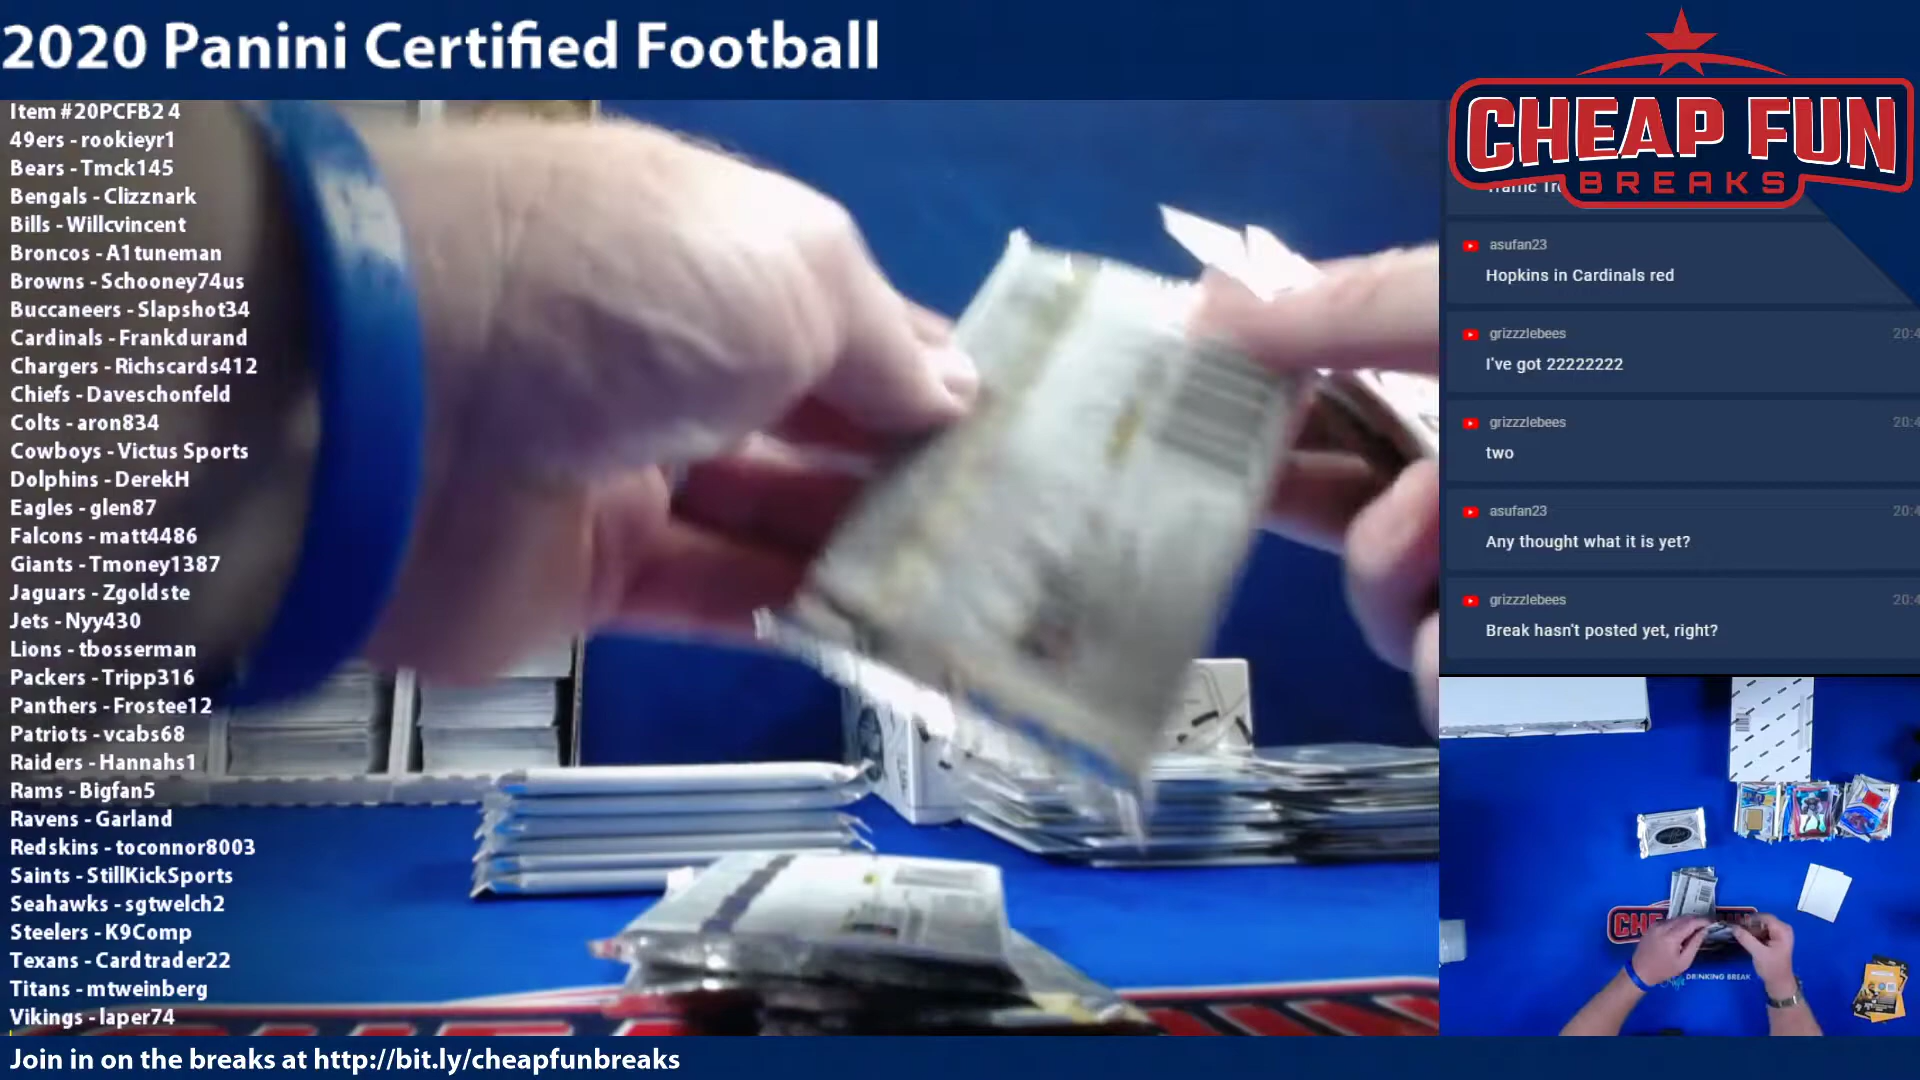 2020 Panini Certified Football
Item #20PCFB2 4
49ers - rookieyr1
Bears - Tmck145
Bengals - Clizznark
Bills - Willcvincent
Broncos - A1tuneman
Browns - Schooney74us
Buccaneers - Slapshot34
Cardinals - Frankdurand
Chargers - Richscards412
Chiefs - Daveschonfeld
Colts - aron834
Cowboys - Victus Sports
Dolphins - DerekH
Eagles - glen87
Falcons - matt4486
Giants - Tmoney1387
Jaguars - Zgoldste
Jets - Nyy430
Lions - tbosserman
Packers - Tripp316
Panthers - Frostee12
Patriots - vcabs68
Raiders - Hannahs1
Rams - Bigfan5
Ravens - Garland
Redskins - toconnor8003
Saints - StillKickSports
Seahawks - sgtwelch2
Steelers - K9Comp
Texans - Cardtrader22
Titans - mtweinberg
Vikings - laper74
Join in on the breaks at http://bit.ly/cheapfunbreaks
CHEAP FUN
BREAKS
Traffic
asufan23
Hopkins in Cardinals red
grizzzlebees
I've got 22222222
grizzzlebees
two
asufan23
Any thought what it is yet?
grizzzlebees
Break hasn't posted yet, right?
DRINKING BREAK